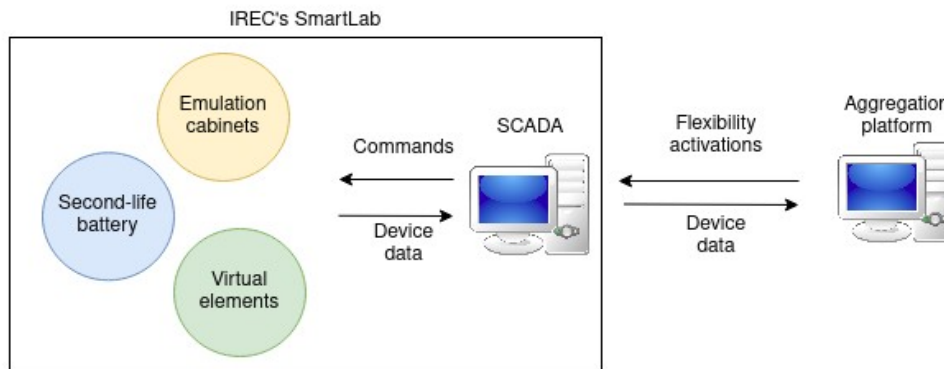 IREC's SmartLab
Emulation
cabinets
Second-life
battery
Virtual
elements
Commands
Device
data
SCADA
Flexibility
activations
Device
data
Aggregation
platform